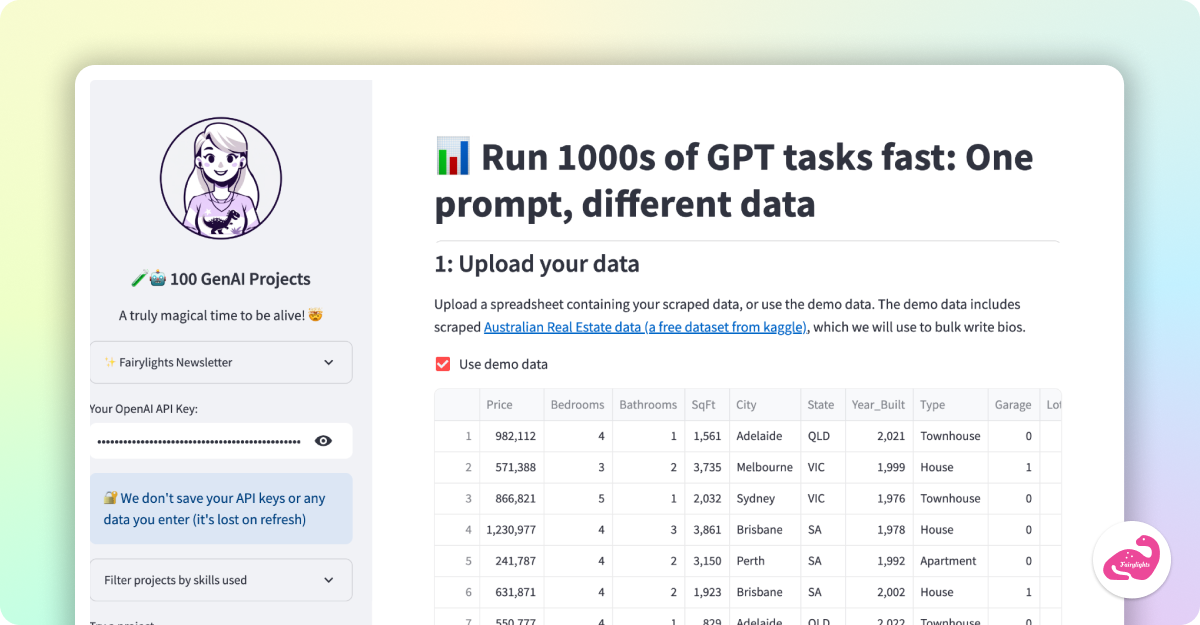 100 GenAI Projects
A truly magical time to be alive! 🤯
✨ Fairylights Newsletter
Your OpenAI API Key:
••••••••••••••••••••••••••••••••••••••••••••••••
🔐 We don't save your API keys or any
data you enter (it's lost on refresh)
Filter projects by skills used
Try a project
📊 Run 1000s of GPT tasks fast: One
prompt, different data
1: Upload your data
Upload a spreadsheet containing your scraped data, or use the demo data. The demo data includes
scraped Australian Real Estate data (a free dataset from kaggle), which we will use to bulk write bios.
Use demo data
Price Bedrooms Bathrooms SqFt City State Year_Built Type Garage Lot
1 982,112 4 1 1,561 Adelaide QLD 2,021 Townhouse 0
2 571,388 3 2 3,735 Melbourne VIC 1,999 House 1
3 866,821 5 1 2,032 Sydney VIC 1,976 Townhouse 0
4 1,230,977 4 3 3,861 Brisbane SA 1,978 House 0
5 241,787 4 2 3,150 Perth SA 1,992 Apartment 0
6 631,871 4 2 1,923 Brisbane SA 2,002 House 1
7 550,777 4 1 829 Adelaide QLD 2,022 Townhouse 0
Fairylights